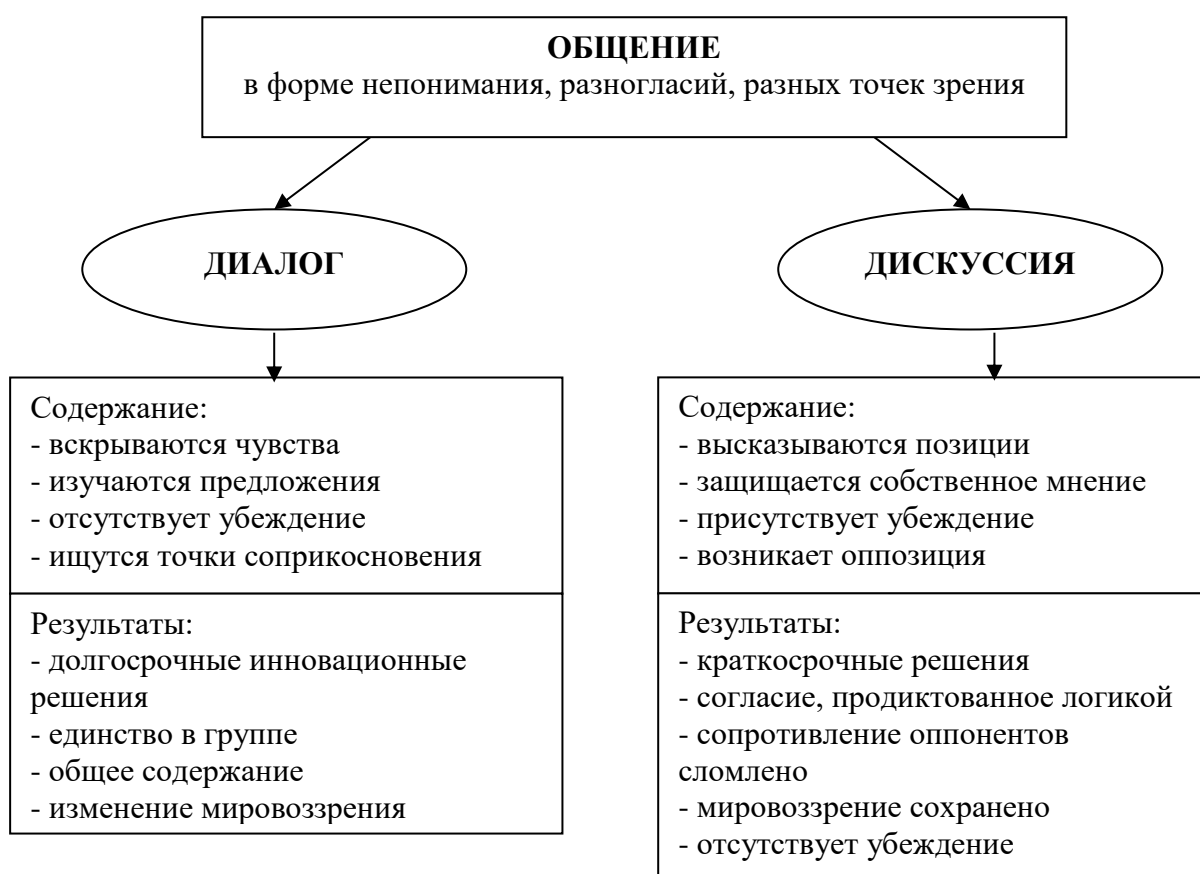 ОБЩЕНИЕ
в форме непонимания, разногласий, разных точек зрения
ДИАЛОГ
ДИСКУССИЯ
Содержание:
- вскрываются чувства
- изучаются предложения
- отсутствует убеждение
- ищутся точки соприкосновения
Результаты:
- долгосрочные инновационные
решения
- единство в группе
- общее содержание
- изменение мировоззрения
Содержание:
- высказываются позиции
- защищается собственное мнение
- присутствует убеждение
- возникает оппозиция
Результаты:
- краткосрочные решения
- согласие, продиктованное логикой
- сопротивление оппонентов
сломлено
- мировоззрение сохранено
- отсутствует убеждение